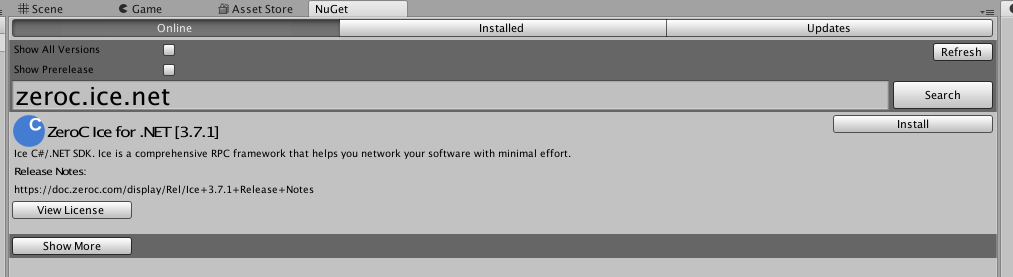 Scene Game Asset Store NuGet
Online Installed Updates
Show All Versions
Refresh
Show Prerelease
zeroc.ice.net Search
C ZeroC Ice for .NET [3.7.1] Install
Ice C#/.NET SDK. Ice is a comprehensive RPC framework that helps you network your software with minimal effort.
Release Notes:
https://doc.zeroc.com/display/Rel/Ice+3.7.1+Release+Notes
View License
Show More